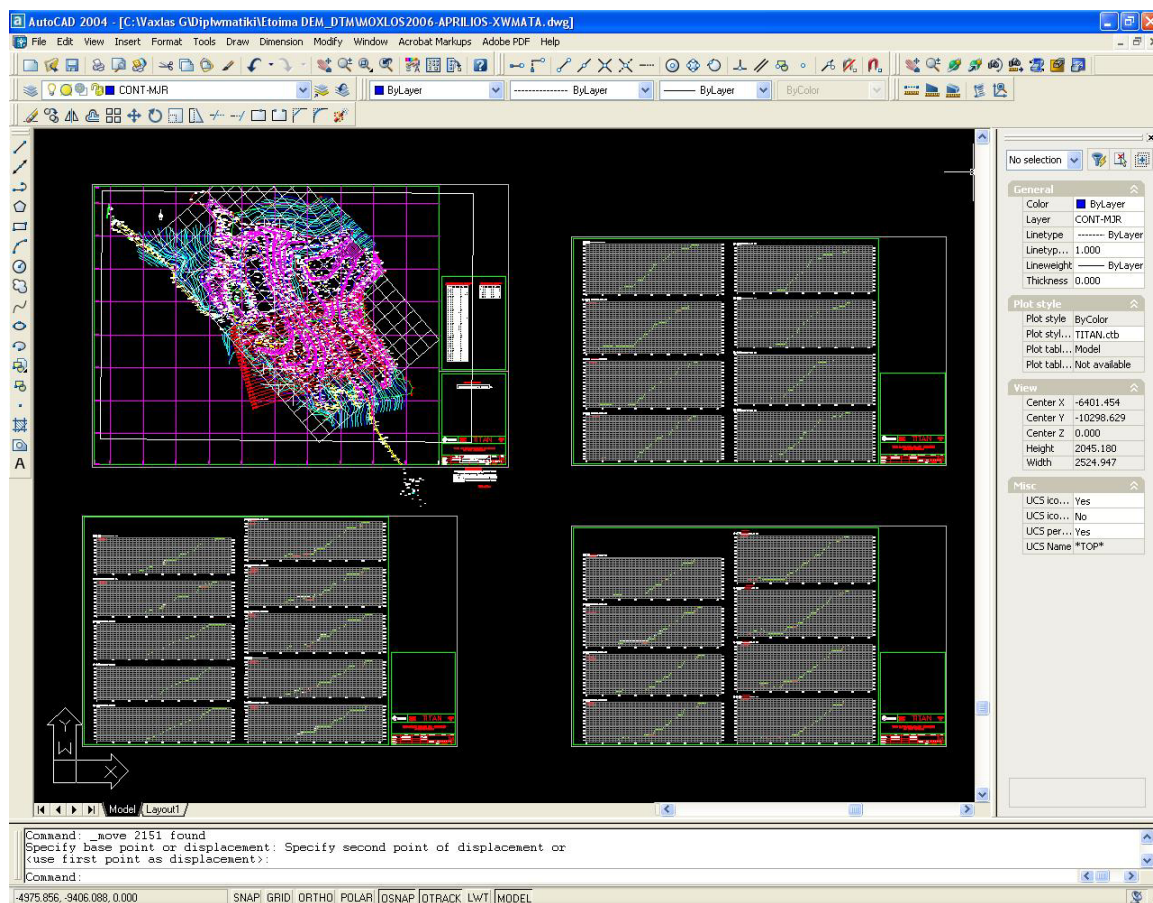 AutoCAD 2004 - [C:\Vaxlas G\Diplwmatiki\Etoima DEM_DTM\MOXLOS2006-APRILIOS-XWMATA.dwg]
File Edit View Insert Format Tools Draw Dimension Modify Window Acrobat Markups Adobe PDF Help
CONT-MJR ByLayer ByLayer ByLayer ByColor
No selection
General
Color ByLayer
Layer CONT-MJR
Linetype ByLayer
Linetyp... 1.000
Lineweight ByLayer
Thickness 0.000
Plot style
Plot style ByColor
Plot styl... TITAN.ctb
Plot tabl... Model
Plot tabl... Not available
View
Center X -6401.454
Center Y -10298.629
Center Z 0.000
Height 2045.180
Width 2524.947
Misc
UCS ico... Yes
UCS ico... No
UCS per... Yes
UCS Name *TOP*
TITAN
TITAN
TITAN
TITAN
Y
W
X
Model Layout1
Command: _move 2151 found
Specify base point or displacement: Specify second point of displacement or
<use first point as displacement>:
Command:
-4975.856, -9406.088, 0.000 SNAP GRID ORTHO POLAR OSNAP OTRACK LWT MODEL